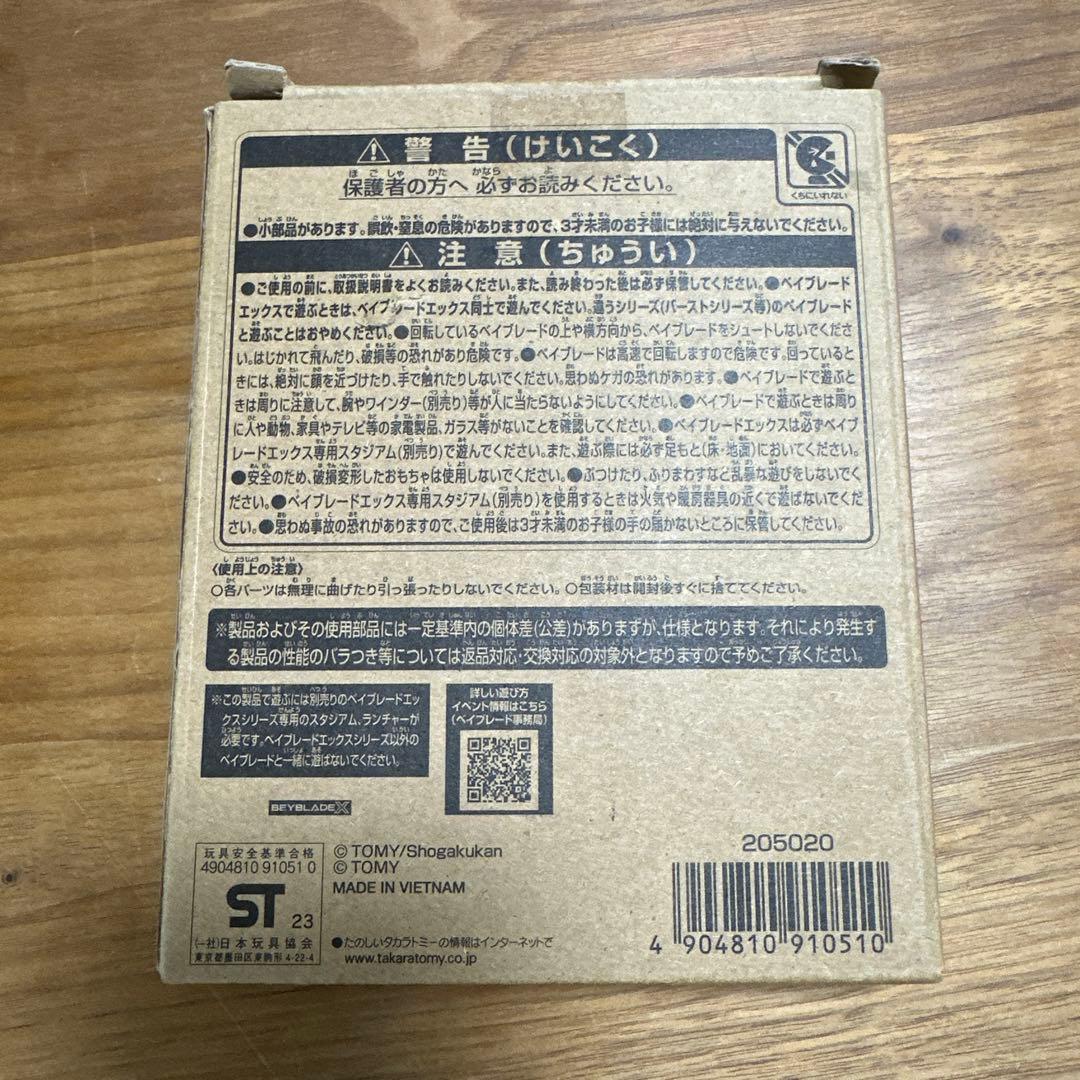 警告(けいこく)
保護者の方へ 必ずお読みください。
くちにいれない
●小部品があります。誤飲・窒息の危険がありますので、3才未満のお子様には絶対に与えないでください。
注意(ちゅうい)
●ご使用の前に、取扱説明書をよくお読みください。また、読み終わった後は必ず保管してください。●ベイブレード
エックスで遊ぶときは、ベイブレードエックス同士で遊んでください。違うシリーズ(バーストシリーズ等)のベイブレード
と遊ぶことはおやめください。●回転しているベイブレードの上や横方向から、ベイブレードをシュートしないでくださ
い。はじかれて飛んだり、破損等の恐れがあり危険です。●ベイブレードは高速で回転しますので危険です。回っていると
きには、絶対に顔を近づけたり、手で触れたりしないでください。思わぬケガの恐れがあります。●ベイブレードで遊ぶと
きは周りに注意して、腕やワインダー(別売り)等が人に当たらないようにしてください。●ベイブレードで遊ぶときは周り
に人や動物、家具やテレビ等の家電製品、ガラス等がないことを確認してください。●ベイブレードエックスは必ずベイブ
レードエックス専用スタジアム(別売り)で遊んでください。また、遊ぶ際には必ず足もと(床・地面)においてください。
●安全のため、破損変形したおもちゃは使用しないでください。●ぶつけたり、ふりまわすなど乱暴な遊びをしないでく
ださい。●ベイブレードエックス専用スタジアム(別売り)を使用するときは火気や暖房器具の近くで遊ばないでくださ
い。●思わぬ事故の恐れがありますので、ご使用後は3才未満のお子様の手の届かないところに保管してください。
〈使用上の注意〉
○各パーツは無理に曲げたり引っ張ったりしないでください。○包装材は開封後すぐに捨ててください。
※製品およびその使用部品には一定基準内の個体差(公差)がありますが、仕様となります。それにより発生す
る製品の性能のバラつき等については返品対応・交換対応の対象外となりますので予めご了承ください。
※この製品で遊ぶには別売りのベイブレードエッ
クスシリーズ専用のスタジアム、ランチャーが
必要です。ベイブレードエックスシリーズ以外の
ベイブレードと一緒に遊ばないでください。
詳しい遊び方
イベント情報はこちら
(ベイブレード事務局)
BEYBLADE X
玩具安全基準合格
4904810 91051 0
ST 23
(一社)日本玩具協会
東京都墨田区東駒形 4-22-4
© TOMY/Shogakukan
© TOMY
MADE IN VIETNAM
●たのしいタカラトミーの情報はインターネットで
www.takaratomy.co.jp
205020
4 904810 910510